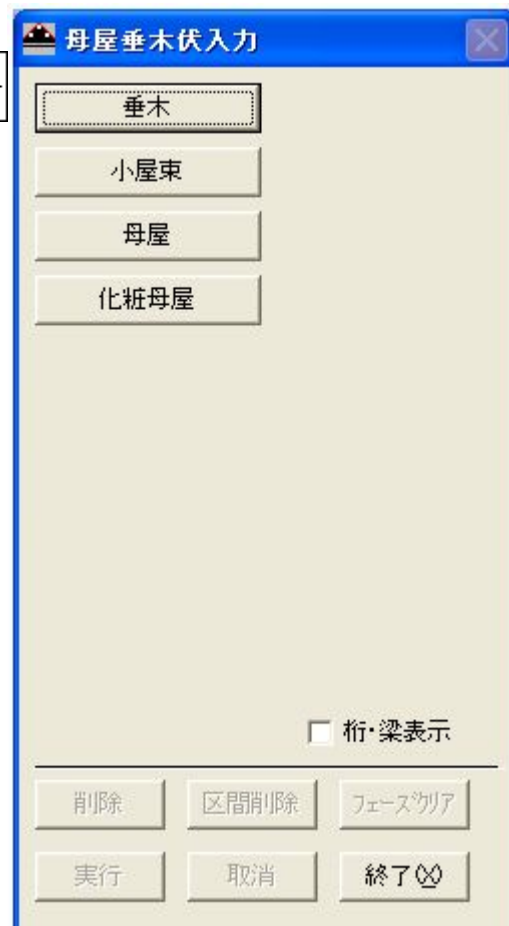 母屋垂木伏入力
垂木
小屋束
母屋
化粧母屋
桁・梁表示
削除 区間削除 フェーズクリア
実行 取消 終了(X)